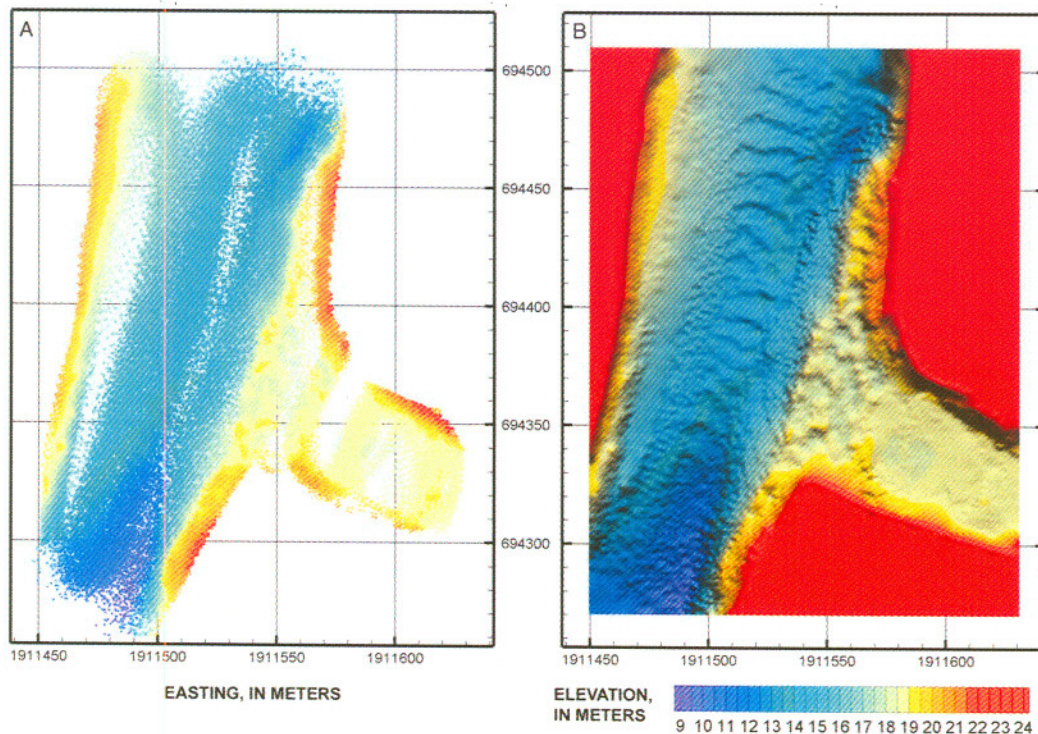 A
B
694500
694450
694400
694350
694300
1911450 1911500 1911550 1911600
1911450 1911500 1911550 1911600
EASTING, IN METERS
ELEVATION,
IN METERS
9 10 11 12 13 14 15 16 17 18 19 20 21 22 23 24